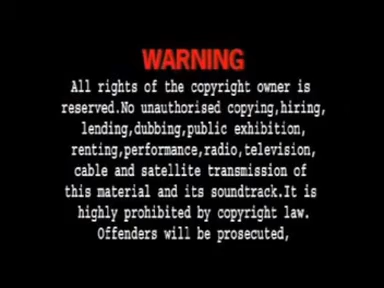 WARNING
All rights of the copyright owner is
reserved.No unauthorised copying,hiring,
lending,dubbing,public exhibition,
renting,performance,radio,television,
cable and satellite transmission of
this material and its soundtrack.It is
highly prohibited by copyright law.
Offenders will be prosecuted,